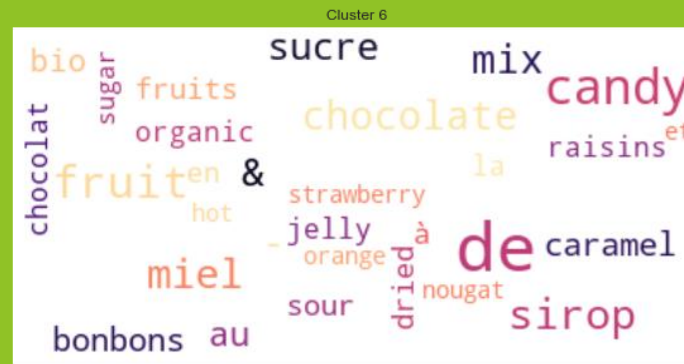 Cluster 6
sucre
mix
bio
sugar
candy
fruits
chocolate
chocolat
organic
et
raisins
fruit
en
&
la
hot
strawberry
jelly
à
de
caramel
-
orange
dried
miel
nougat
sour
sirop
bonbons
au